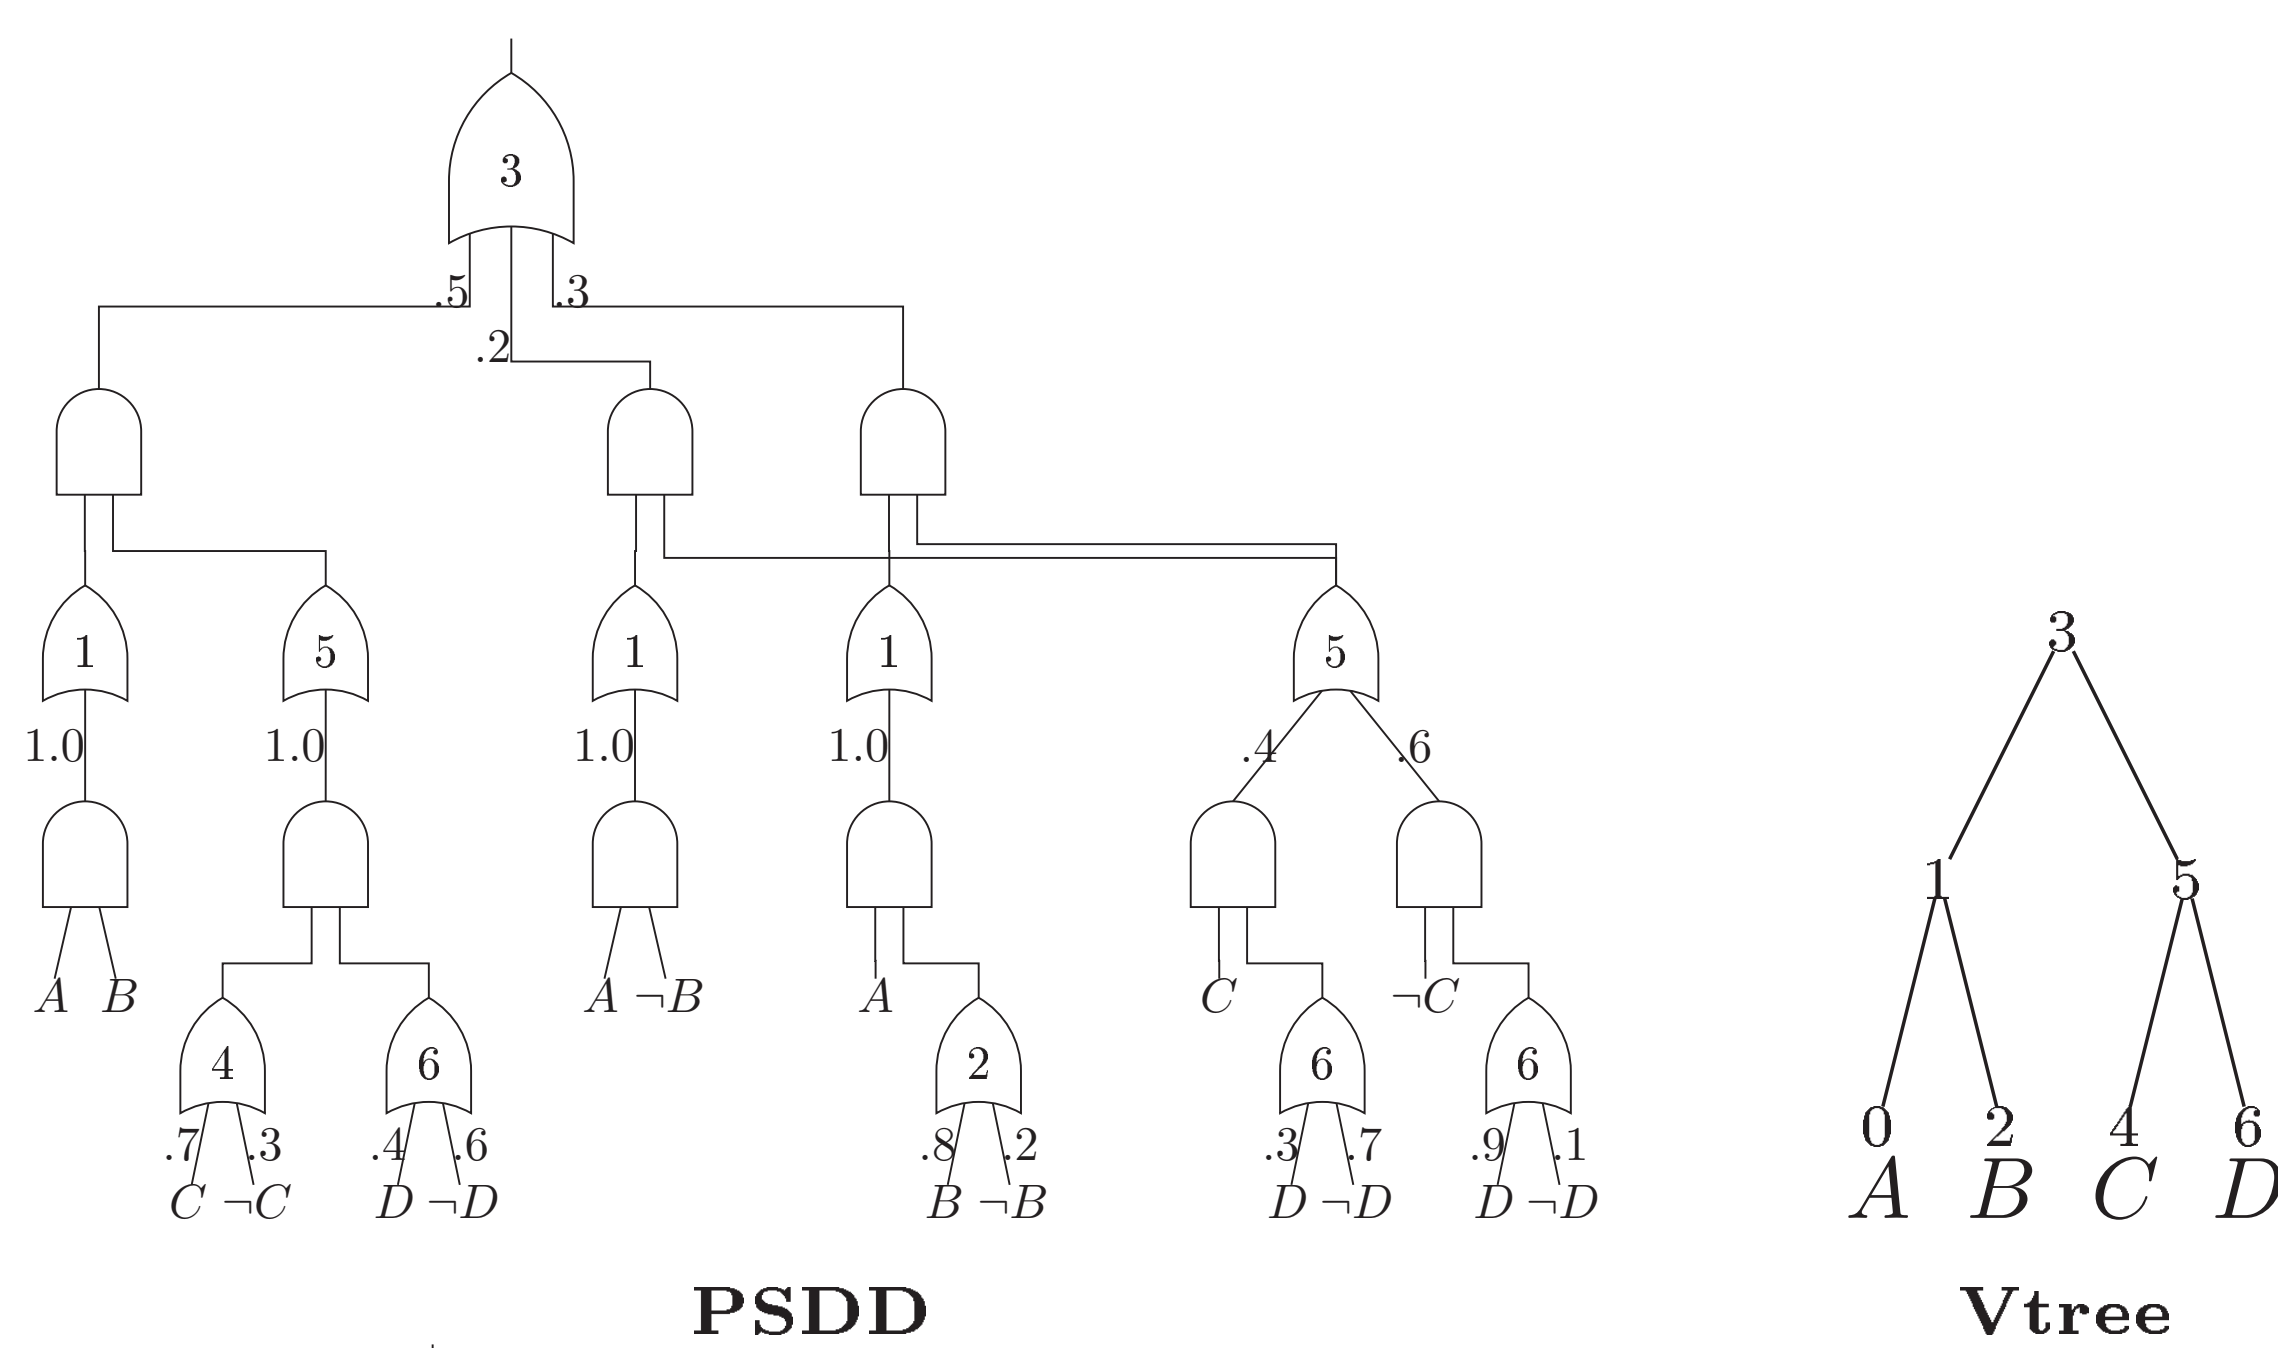 3
.5 .3
.2
1 5 1 1 5
1.0 1.0 1.0 1.0 .4 .6
A B A ¬B A C ¬C
4 6 2 6 6
.7 .3 .4 .6 .8 .2 .3 .7 .9 .1
C ¬C D ¬D B ¬B D ¬D D ¬D
PSDD
3
1 5
0 2 4 6
A B C D
Vtree